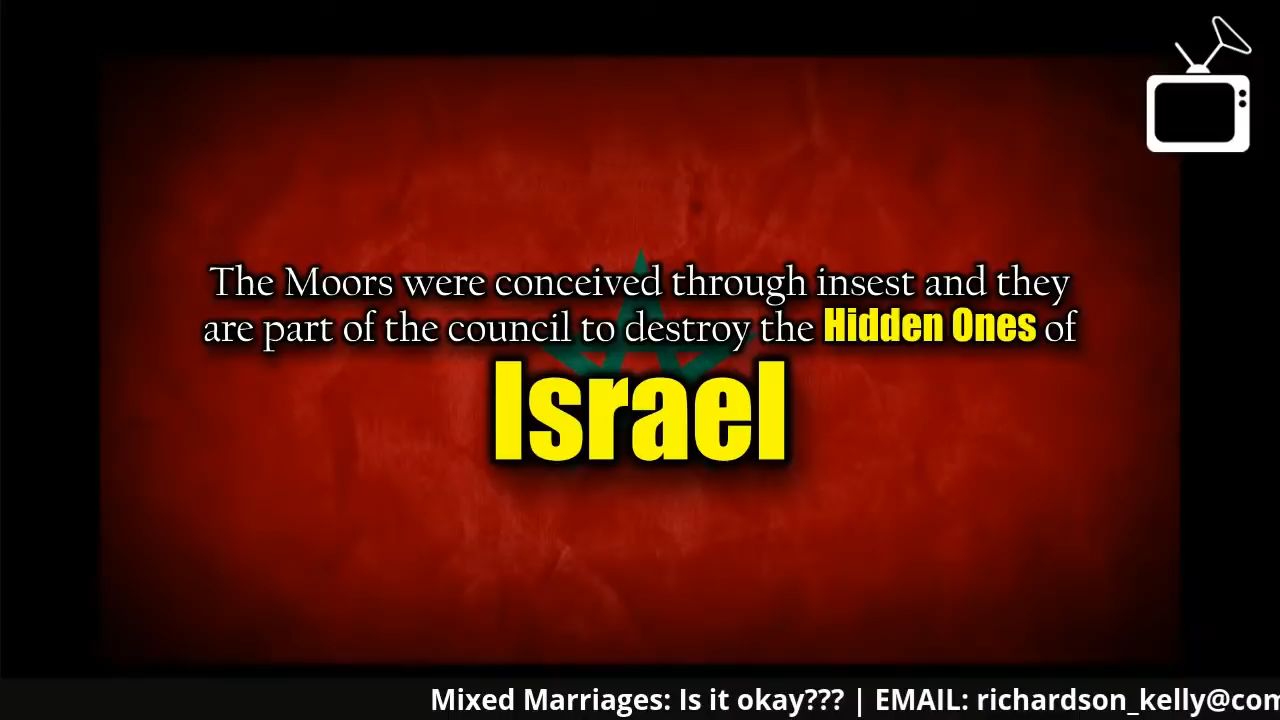 The Moors were conceived through insest and they
are part of the council to destroy the Hidden Ones of
Israel
Mixed Marriages: Is it okay??? | EMAIL: richardson_kelly@com